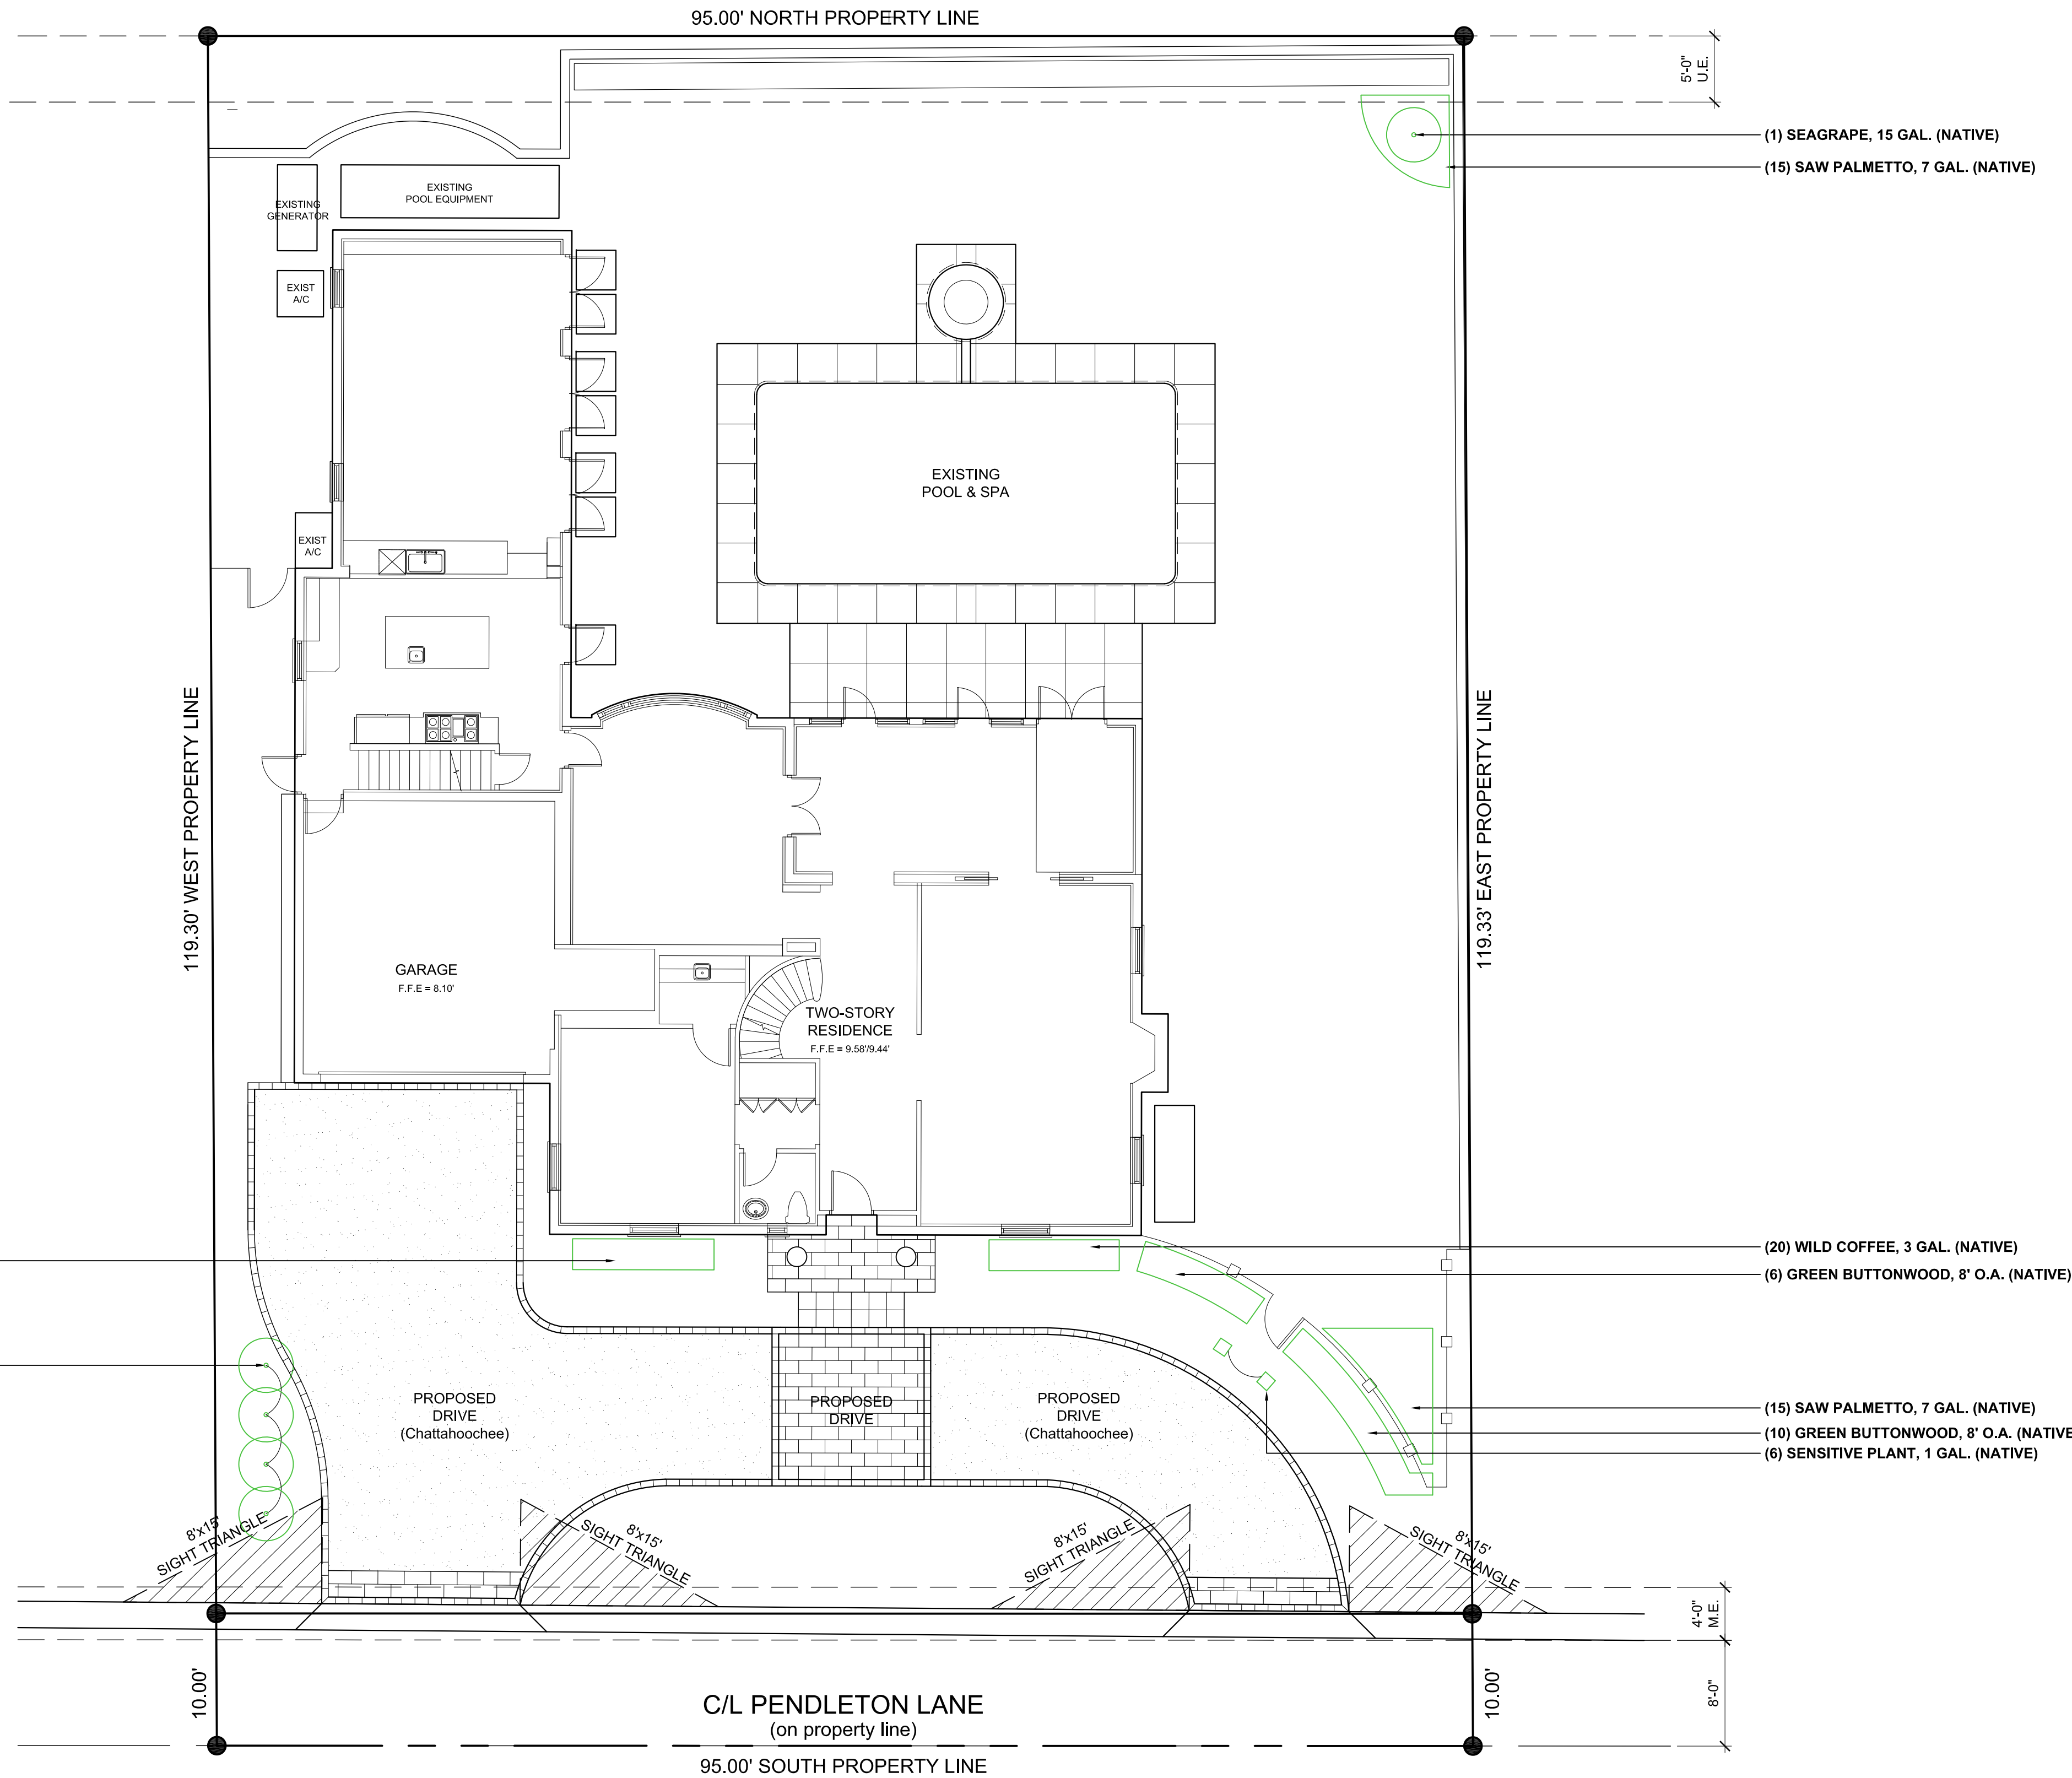 95.00' NORTH PROPERTY LINE
5'-0"
U.E.
(1) SEAGRAPE, 15 GAL. (NATIVE)
(15) SAW PALMETTO, 7 GAL. (NATIVE)
EXISTING
POOL EQUIPMENT
EXISTING
GENERATOR
EXIST
A/C
EXISTING
POOL & SPA
EXIST
A/C
119.30' WEST PROPERTY LINE
119.33' EAST PROPERTY LINE
GARAGE
F.F.E = 8.10'
TWO-STORY
RESIDENCE
F.F.E = 9.58'/9.44'
(20) WILD COFFEE, 3 GAL. (NATIVE)
(6) GREEN BUTTONWOOD, 8' O.A. (NATIVE)
PROPOSED
DRIVE
(Chattahoochee)
PROPOSED
DRIVE
PROPOSED
DRIVE
(Chattahoochee)
(15) SAW PALMETTO, 7 GAL. (NATIVE)
(10) GREEN BUTTONWOOD, 8' O.A. (NATIVE
(6) SENSITIVE PLANT, 1 GAL. (NATIVE)
8'x15'
SIGHT TRIANGLE
8'x15'
SIGHT TRIANGLE
8'x15'
SIGHT TRIANGLE
8'x15'
SIGHT TRIANGLE
4'-0"
M.E.
10.00'
10.00'
8'-0"
C/L PENDLETON LANE
(on property line)
95.00' SOUTH PROPERTY LINE